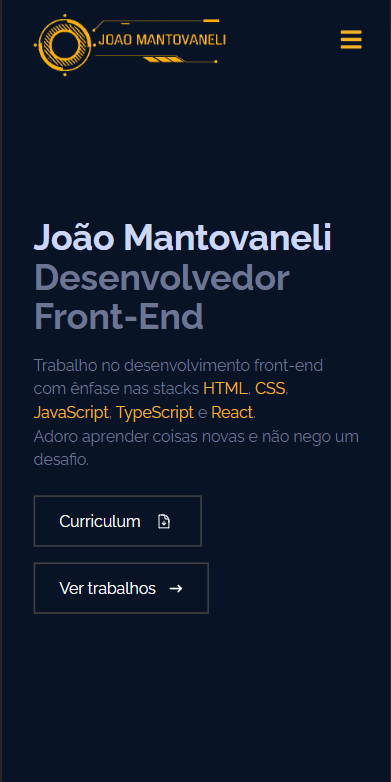 JOAO MANTOVANELI
João Mantovaneli
Desenvolvedor
Front-End
Trabalho no desenvolvimento front-end
com ênfase nas stacks HTML, CSS,
JavaScript, TypeScript e React.
Adoro aprender coisas novas e não nego um
desafio.
Curriculum
Ver trabalhos